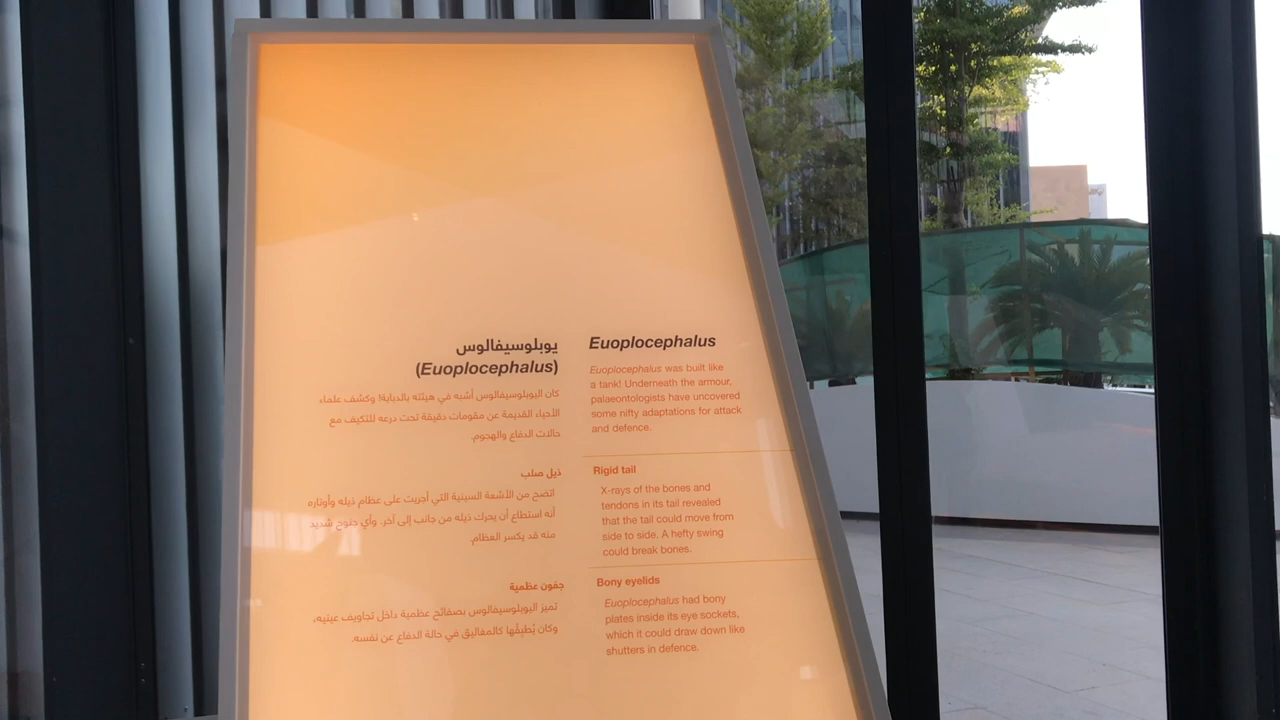 يوبلوسيفالوس
(Euoplocephalus)
كان اليوبلوسيفالوس أشبه في هيئته بالدبابة! وكشف علماء
الأحياء القديمة عن مقومات دقيقة تحت درعه للتكيف مع
حالات الدفاع والهجوم.
ذيل صلب
اتضح من الأشعة السينية التي أجريت على عظام ذيله وأوتاره
أنه استطاع أن يحرك ذيله من جانب إلى آخر. وأي جنوح شديد
منه قد يكسر العظام.
جفون عظمية
تميز اليوبلوسيفالوس بصفائح عظمية داخل تجاويف عينيه،
وكان يُطبقُها كالمغاليق في حالة الدفاع عن نفسه.
Euoplocephalus
Euoplocephalus was built like
a tank! Underneath the armour,
palaeontologists have uncovered
some nifty adaptations for attack
and defence.
Rigid tail
X-rays of the bones and
tendons in its tail revealed
that the tail could move from
side to side. A hefty swing
could break bones.
Bony eyelids
Euoplocephalus had bony
plates inside its eye sockets,
which it could draw down like
shutters in defence.